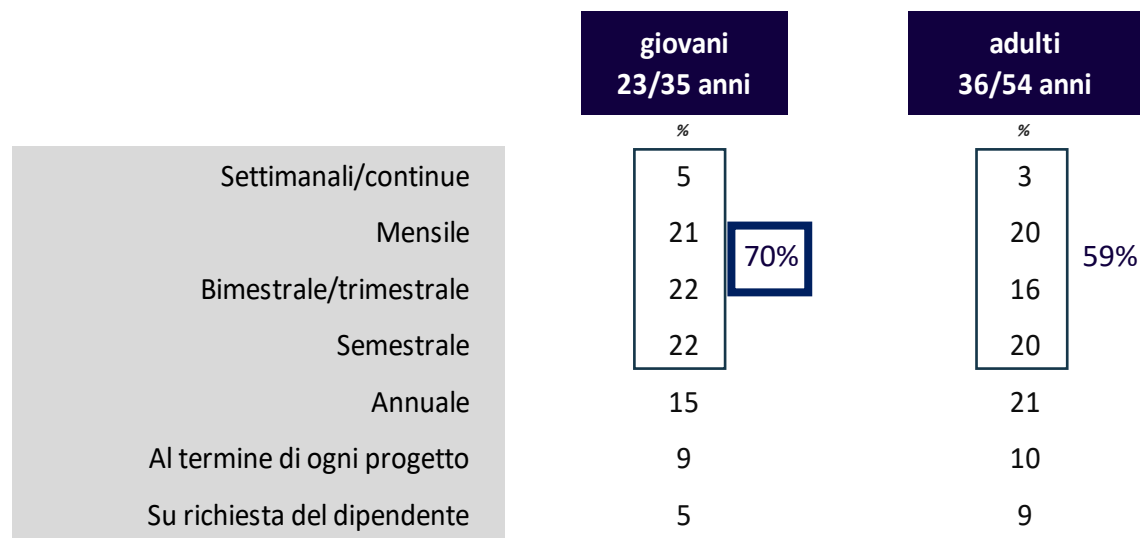 giovani
23/35 anni
adulti
36/54 anni
% %
Settimanali/continue 5 3
Mensile 21 20
70% 59%
Bimestrale/trimestrale 22 16
Semestrale 22 20
Annuale 15 21
Al termine di ogni progetto 9 10
Su richiesta del dipendente 5 9